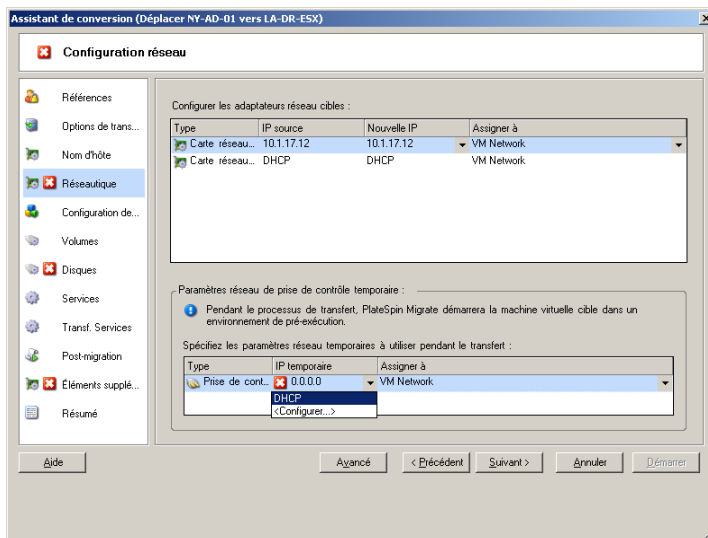 Assistant de conversion (Déplacer NY-AD-01 vers LA-DR-ESX)
Configuration réseau
Références
Options de trans...
Nom d'hôte
Réseautique
Configuration de...
Volumes
Disques
Services
Transf. Services
Post-migration
Éléments supplé...
Résumé
Configurer les adaptateurs réseau cibles :
Type IP source Nouvelle IP Assigner à
Carte réseau... 10.1.17.12 10.1.17.12 VM Network
Carte réseau... DHCP DHCP VM Network
Paramètres réseau de prise de contrôle temporaire :
Pendant le processus de transfert, PlateSpin Migrate démarrera la machine virtuelle cible dans un
environnement de pré-exécution.
Spécifiez les paramètres réseau temporaires à utiliser pendant le transfert :
Type IP temporaire Assigner à
Prise de cont... 0.0.0.0 VM Network
DHCP
<Configurer...>
Aide Avancé < Précédent Suivant > Annuler Démarrer